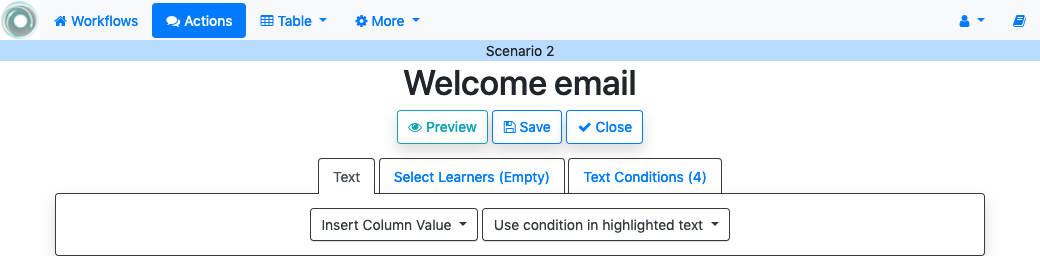 Workflows Actions Table More
Scenario 2
Welcome email
Preview Save Close
Text Select Learners (Empty) Text Conditions (4)
Insert Column Value Use condition in highlighted text